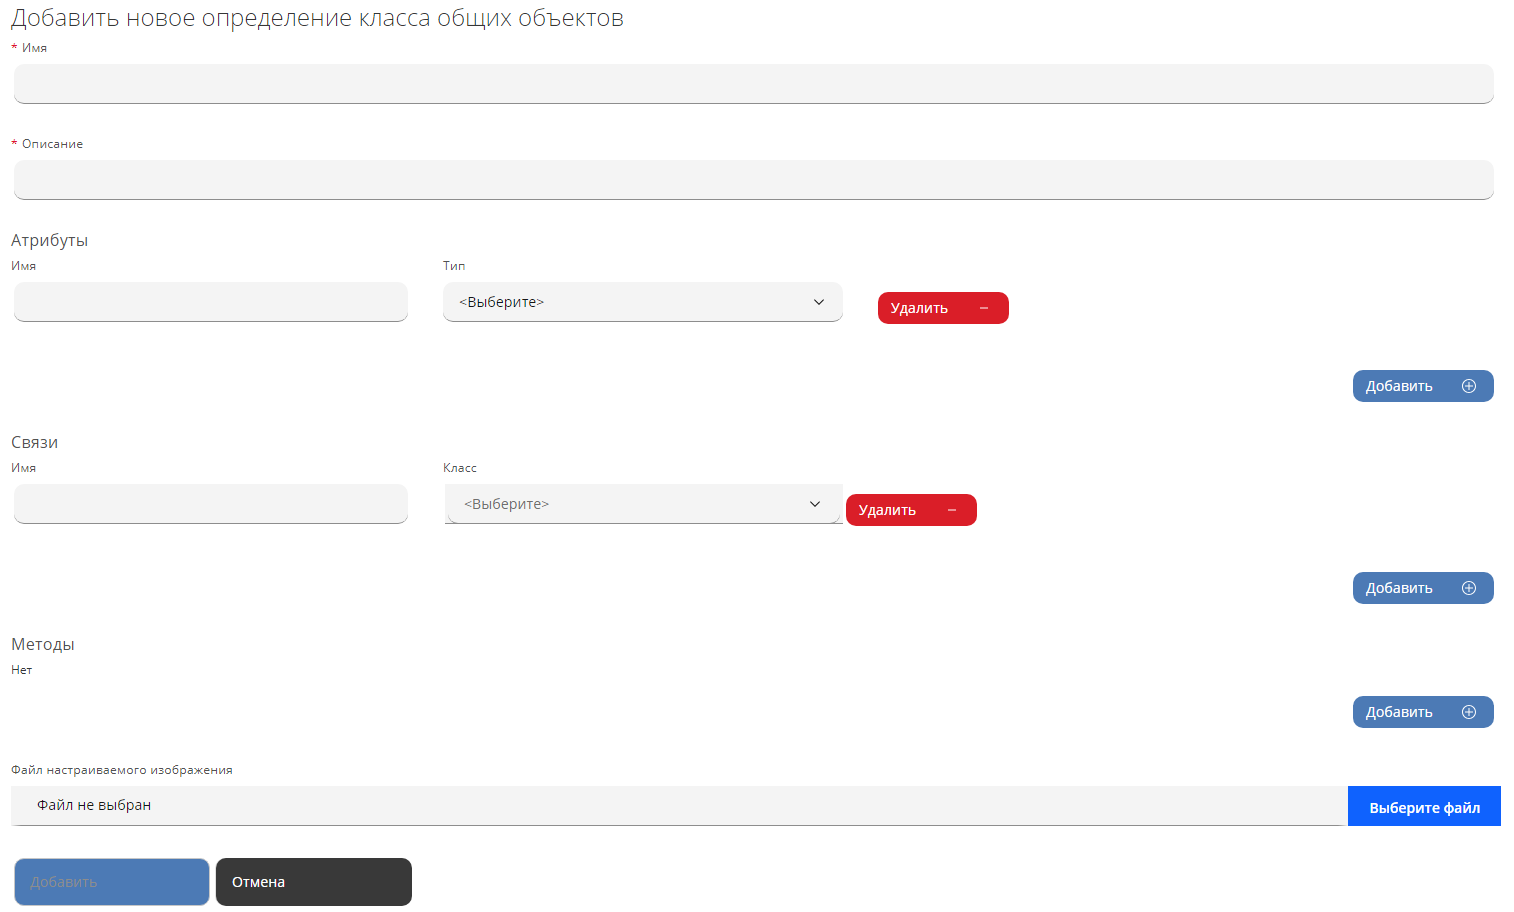 Добавить новое определение класса общих объектов
* Имя
* Описание
Атрибуты
Имя Тип
<Выберите> Удалить
Добавить
Связи
Имя Класс
<Выберите> Удалить
Добавить
Методы
Нет
Добавить
Файл настраиваемого изображения
Файл не выбран Выберите файл
Добавить Отмена